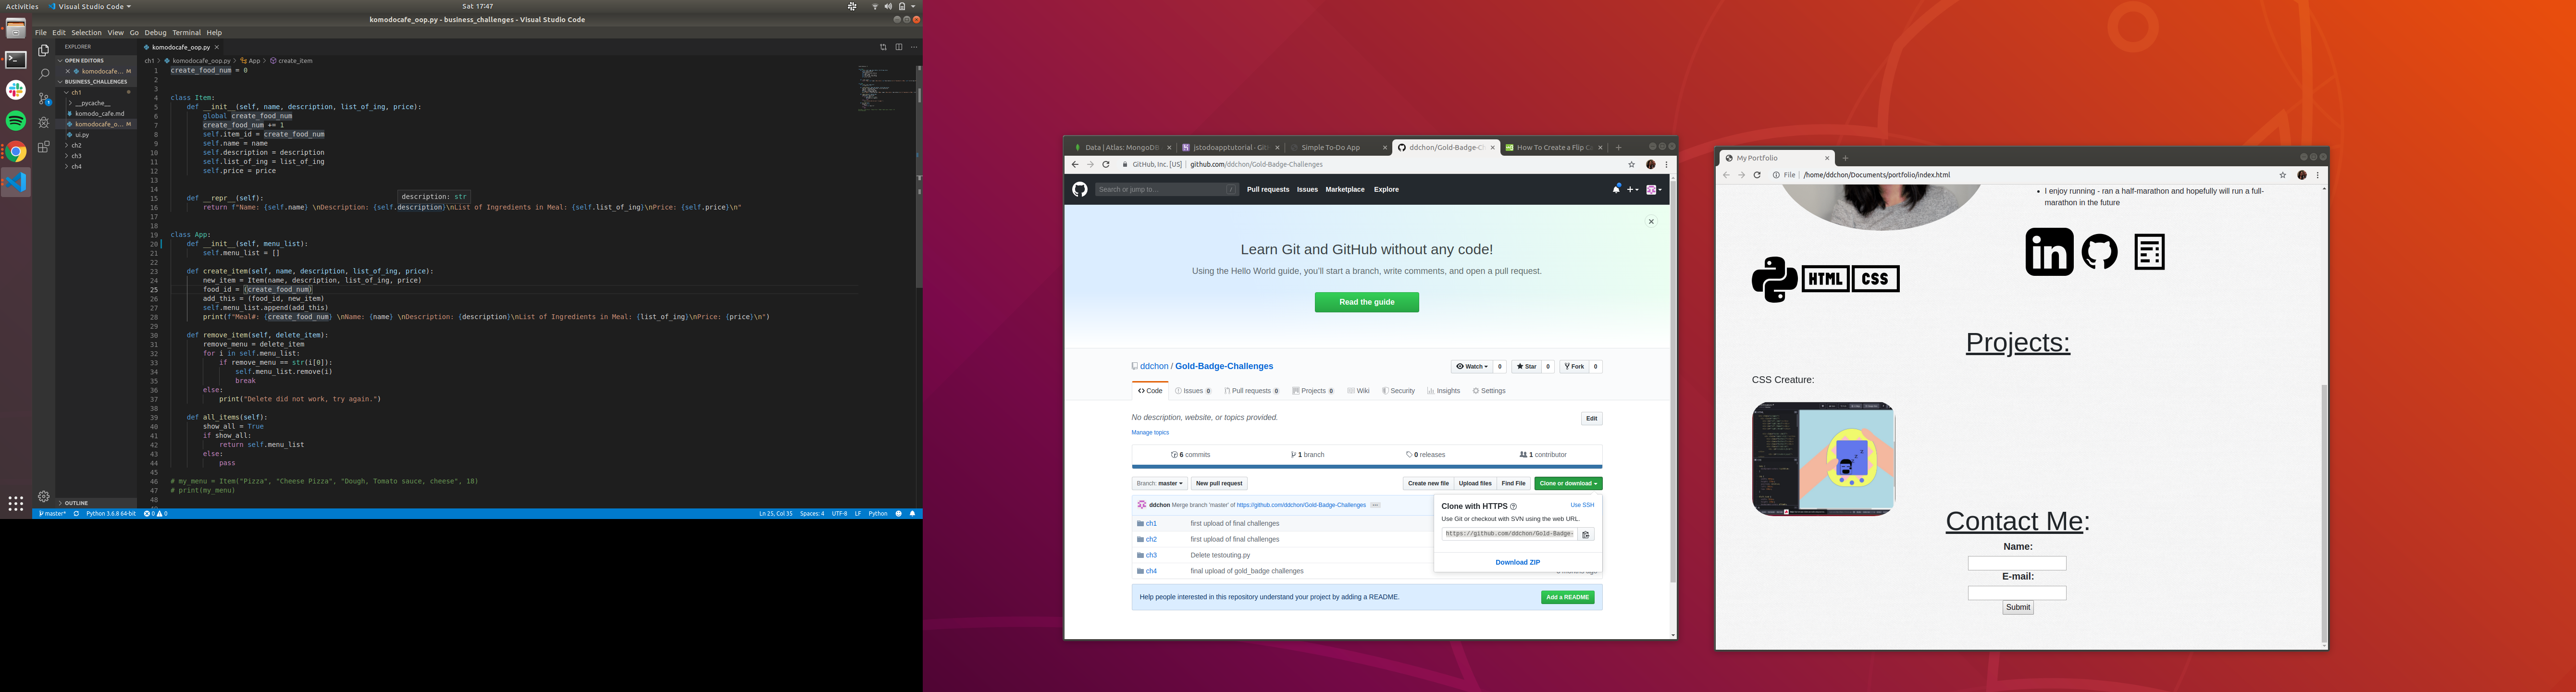 Activities
Visual Studio Code
Sat 17:47
komodocafe_oop.py - business_challenges - Visual Studio Code
File Edit Selection View Go Debug Terminal Help
EXPLORER
OPEN EDITORS
komodocafe... M
BUSINESS_CHALLENGES
ch1
__pycache__
komodo_cafe.md
komodocafe_o... M
ui.py
ch2
ch3
ch4
OUTLINE
komodocafe_oop.py
ch1 > komodocafe_oop.py > App > create_item
1 create_food_num = 0
2
3
4 class Item:
5 def __init__(self, name, description, list_of_ing, price):
6 global create_food_num
7 create_food_num += 1
8 self.item_id = create_food_num
9 self.name = name
10 self.description = description
11 self.list_of_ing = list_of_ing
12 self.price = price
13
14
description: str
15 def __repr__(self):
16 return f"Name: {self.name} \nDescription: {self.description}\nList of Ingredients in Meal: {self.list_of_ing}\nPrice: {self.price}\n"
17
18
19 class App:
20 def __init__(self, menu_list):
21 self.menu_list = []
22
23 def create_item(self, name, description, list_of_ing, price):
24 new_item = Item(name, description, list_of_ing, price)
25 food_id = (create_food_num)
26 add_this = (food_id, new_item)
27 self.menu_list.append(add_this)
28 print(f"Meal#: {create_food_num} \nName: {name} \nDescription: {description}\nList of Ingredients in Meal: {list_of_ing}\nPrice: {price}\n")
29
30 def remove_item(self, delete_item):
31 remove_menu = delete_item
32 for i in self.menu_list:
33 if remove_menu == str(i[0]):
34 self.menu_list.remove(i)
35 break
36 else:
37 print("Delete did not work, try again.")
38
39 def all_items(self):
40 show_all = True
41 if show_all:
42 return self.menu_list
43 else:
44 pass
45
46 # my_menu = Item("Pizza", "Cheese Pizza", "Dough, Tomato sauce, cheese", 18)
47 # print(my_menu)
48
master* Python 3.6.8 64-bit 0 0
Ln 25, Col 35 Spaces: 4 UTF-8 LF Python
Data | Atlas: MongoDB
jstodoapptutorial - Git
Simple To-Do App
ddchon/Gold-Badge-C
How To Create a Flip C
GitHub, Inc. [US] | github.com/ddchon/Gold-Badge-Challenges
Search or jump to... /
Pull requests Issues Marketplace Explore
Learn Git and GitHub without any code!
Using the Hello World guide, you'll start a branch, write comments, and open a pull request.
Read the guide
ddchon / Gold-Badge-Challenges
Watch 0 Star 0 Fork 0
Code Issues 0 Pull requests 0 Projects 0 Wiki Security Insights Settings
No description, website, or topics provided.
Edit
Manage topics
6 commits 1 branch 0 releases 1 contributor
Branch: master New pull request Create new file Upload files Find File Clone or download
ddchon Merge branch 'master' of https://github.com/ddchon/Gold-Badge-Challenges
ch1 first upload of final challenges
ch2 first upload of final challenges
ch3 Delete testouting.py
ch4 final upload of gold_badge challenges
Clone with HTTPS
Use SSH
Use Git or checkout with SVN using the web URL.
https://github.com/ddchon/Gold-Badge-
Download ZIP
Help people interested in this repository understand your project by adding a README.
Add a README
My Portfolio
File | /home/ddchon/Documents/portfolio/index.html
I enjoy running - ran a half-marathon and hopefully will run a full-
marathon in the future
in
HTML CSS
Projects:
CSS Creature:
Contact Me:
Name:
E-mail:
Submit